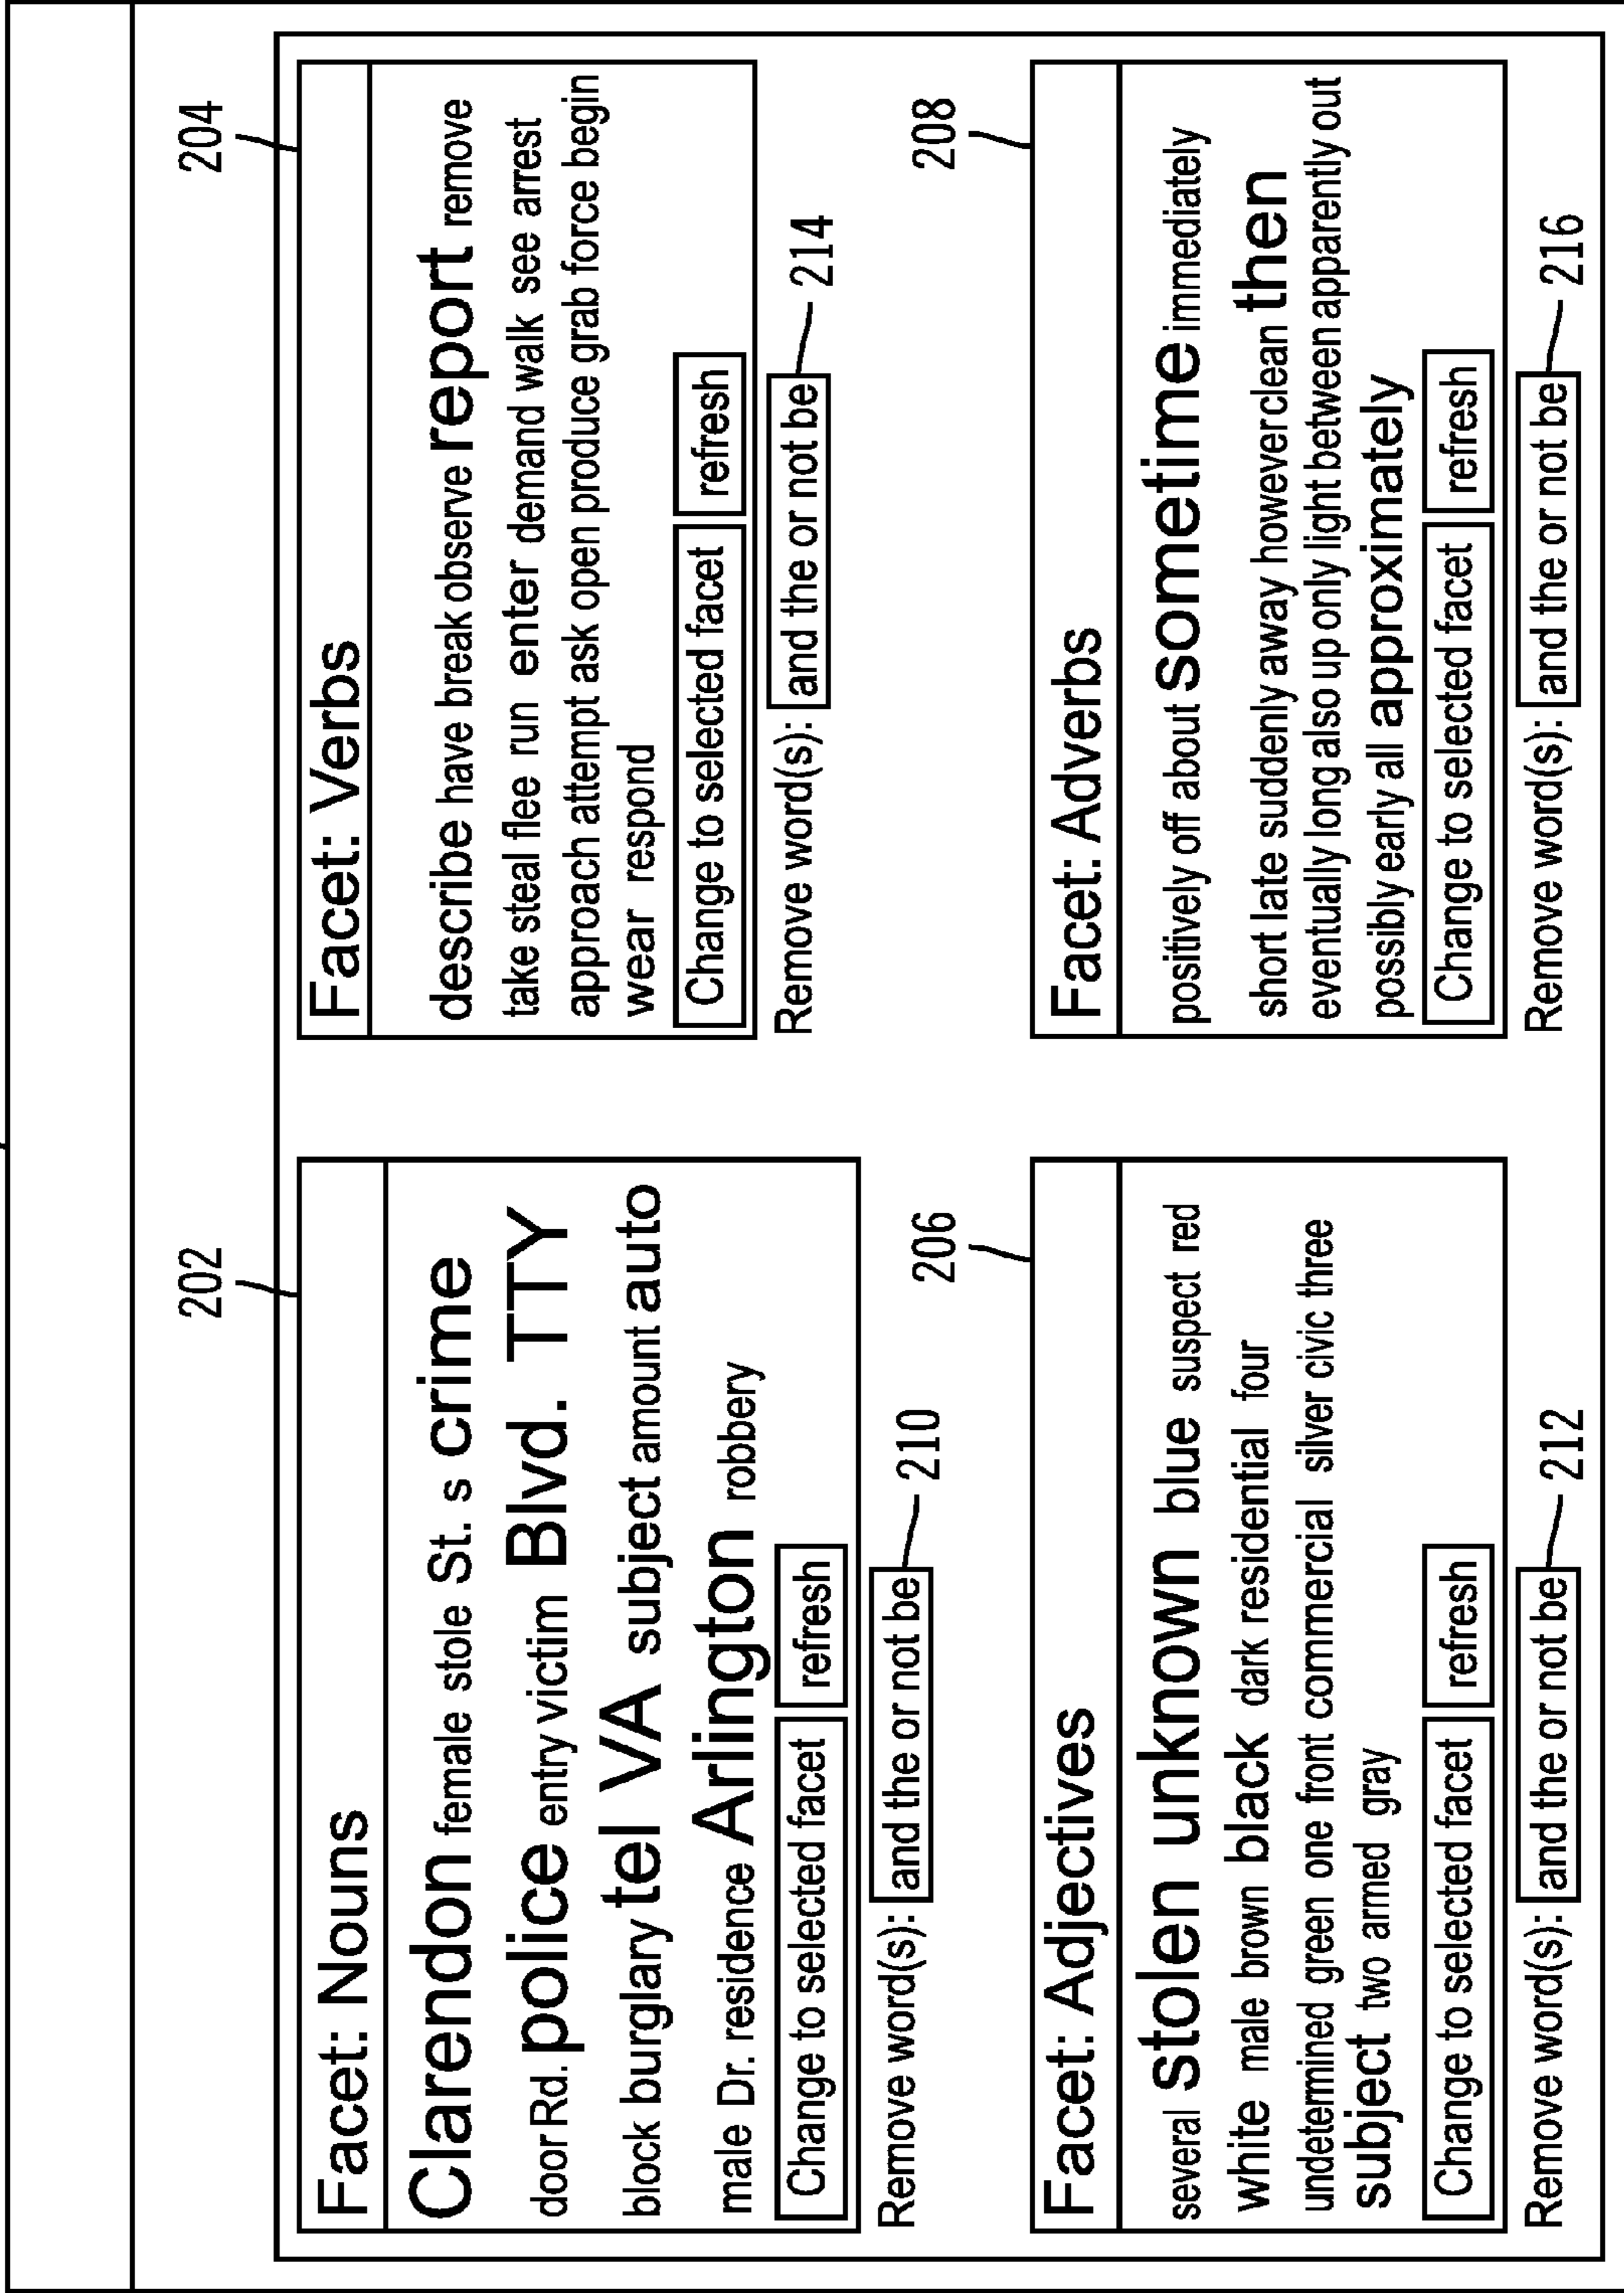 202
Facet: Nouns
Clarendon female stole St. s crime
door Rd. police entry victim Blvd. TTY
block burglary tel VA subject amount auto
male Dr. residence Arlington robbery
Change to selected facet refresh
Remove word(s): and the or not be 210
204
Facet: Verbs
describe have break observe report remove
take steal flee run enter demand walk see arrest
approach attempt ask open produce grab force begin
wear respond
Change to selected facet refresh
Remove word(s): and the or not be 214
206
Facet: Adjectives
several stolen unknown blue suspect red
white male brown black dark residential four
undetermined green one front commercial silver civic three
subject two armed gray
Change to selected facet refresh
Remove word(s): and the or not be 212
208
Facet: Adverbs
positively off about sometime immediately
short late suddenly away however clean then
eventually long also up only light between apparently out
possibly early all approximately
Change to selected facet refresh
Remove word(s): and the or not be 216